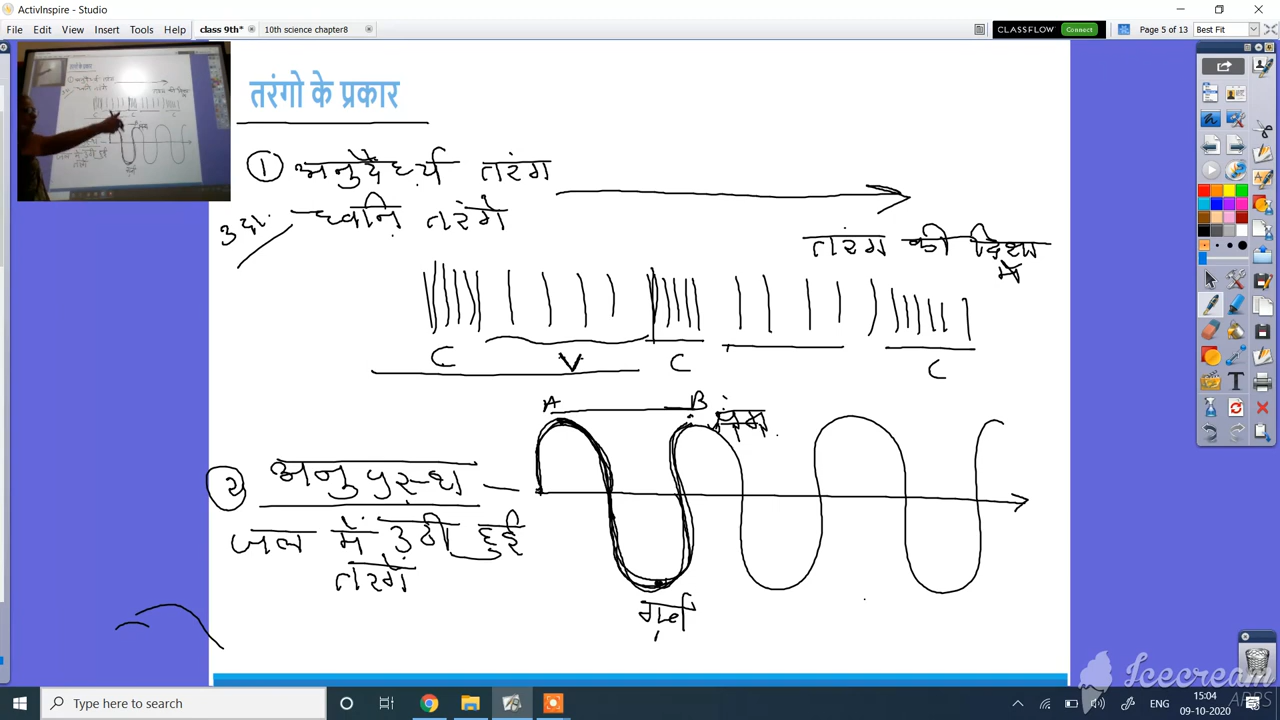 ActivInspire - Studio
File Edit View Insert Tools Help
class 9th* 10th science chapter8
CLASSFLOW Connect Page 5 of 13 Best Fit
तरंगो के प्रकार
① अनुदैर्ध्य तरंग
उदा. ध्वनि तरंगे
तरंग की दिशा में
C V C C
A B श्रृंग
② अनुप्रस्थ
जल में उठी हुई
तरंगे
गर्त
Type here to search
ENG 15:04
09-10-2020
Icecream
APPS